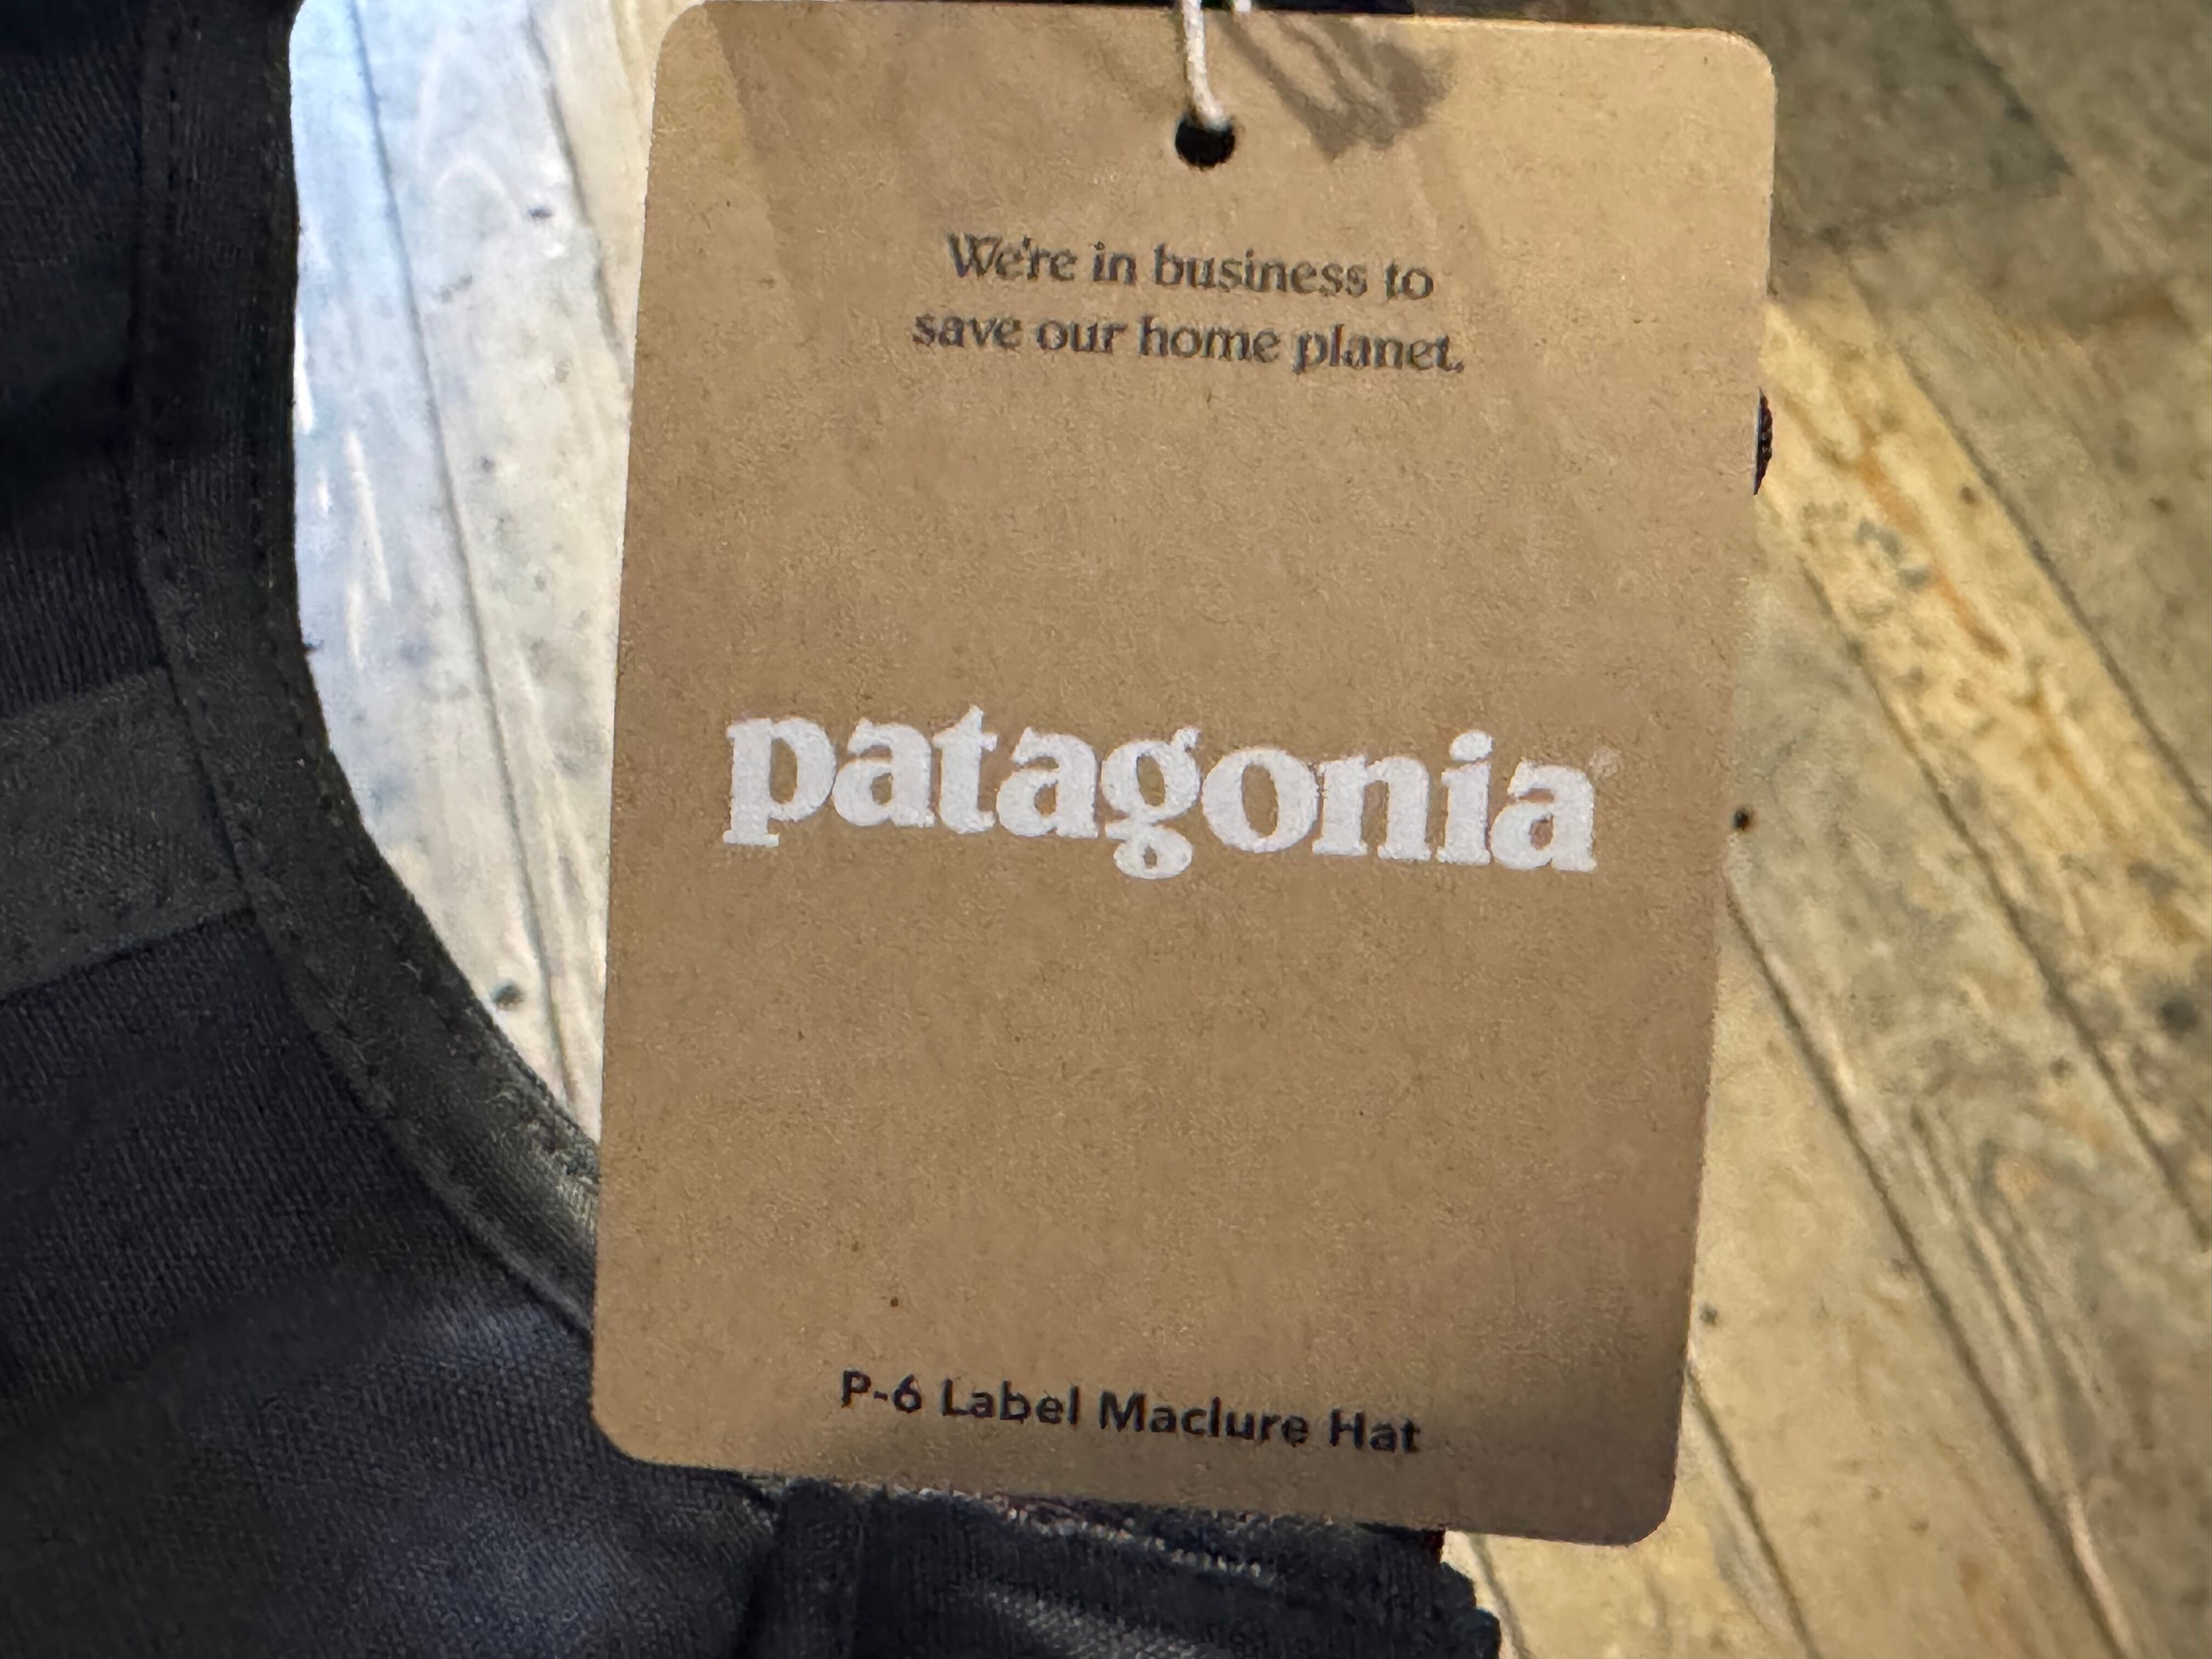 We're in business to
save our home planet.
patagonia®
P-6 Label Maclure Hat